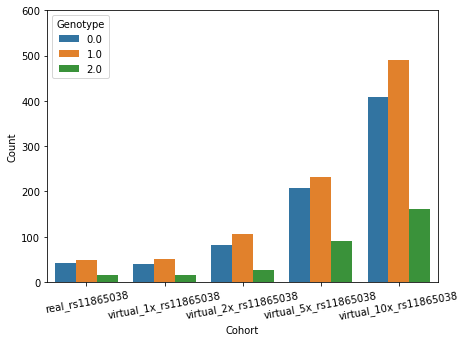 600
500
400
300
200
100
0
Count
Genotype
0.0
1.0
2.0
real_rs11865038
virtual_1x_rs11865038
virtual_2x_rs11865038
virtual_5x_rs11865038
virtual_10x_rs11865038
Cohort